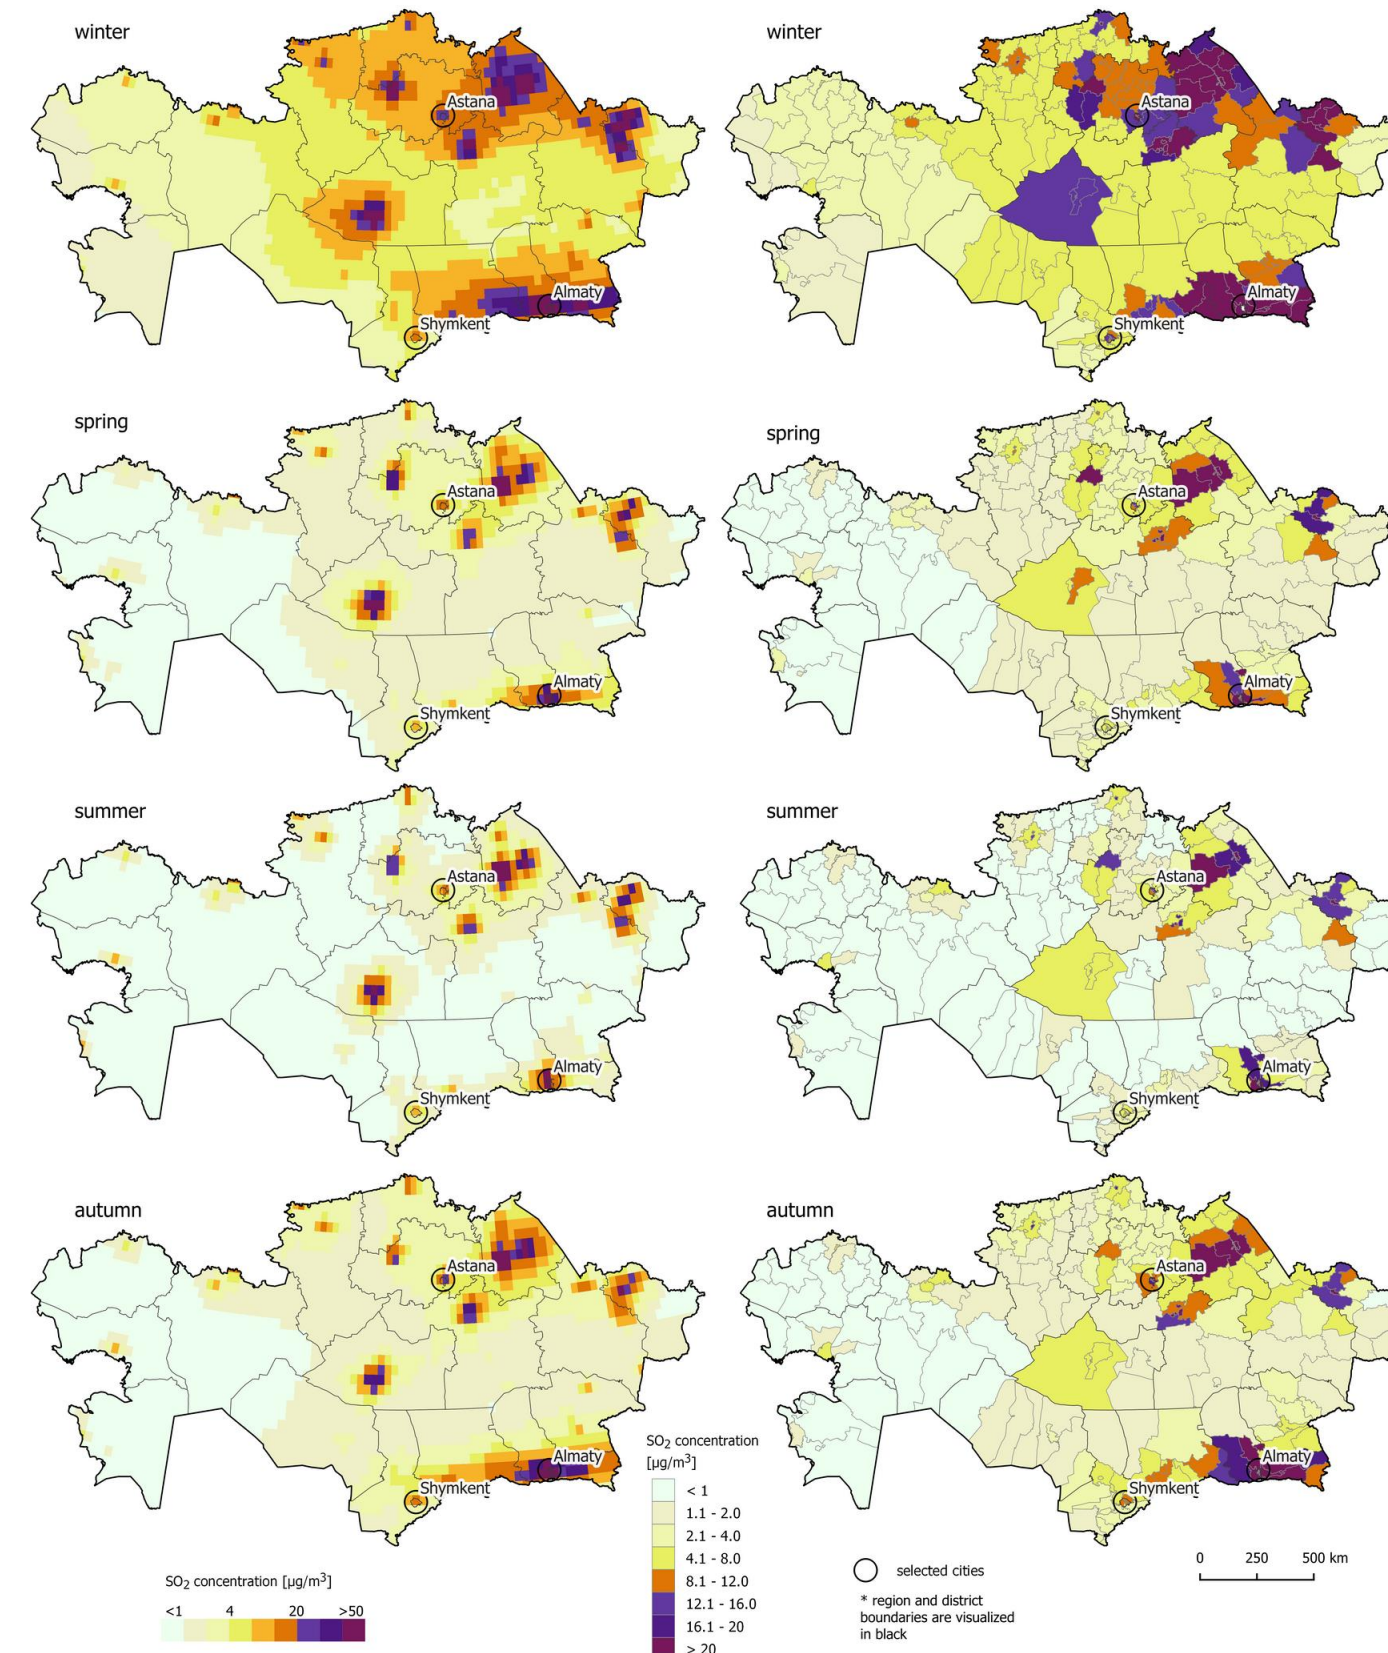 winter
Astana
Almaty
Shymkent
winter
Astana
Almaty
Shymkent
spring
Astana
Almaty
Shymkent
spring
Astana
Almaty
Shymkent
summer
Astana
Almaty
Shymkent
summer
Astana
Almaty
Shymkent
autumn
Astana
Almaty
Shymkent
autumn
Astana
Almaty
Shymkent
SO₂ concentration [µg/m³]
<1 4 20 >50
SO₂ concentration
[µg/m³]
< 1
1.1 - 2.0
2.1 - 4.0
4.1 - 8.0
8.1 - 12.0
12.1 - 16.0
16.1 - 20
> 20
selected cities
* region and district
boundaries are visualized
in black
0 250 500 km